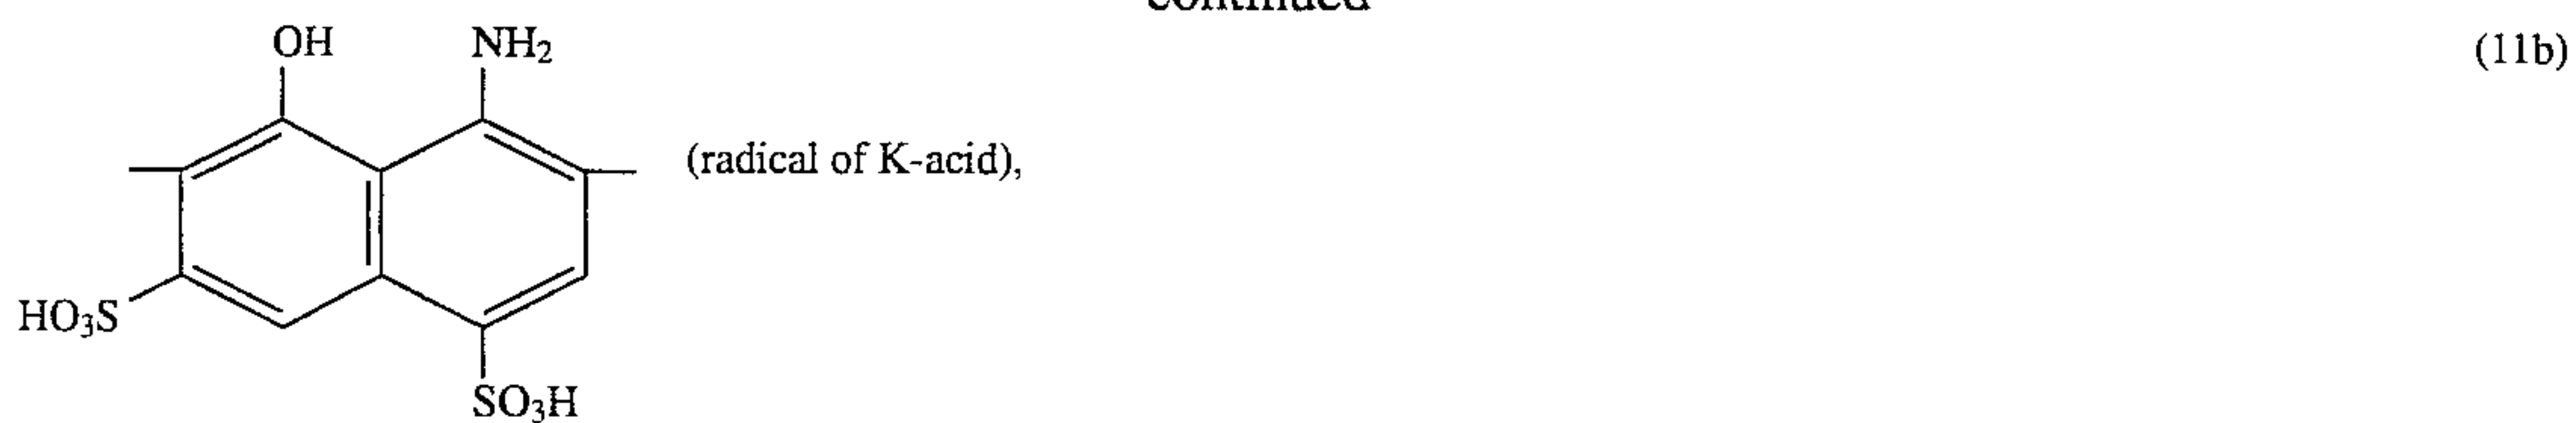 continued
OH
NH2
(11b)
(radical of K-acid),
HO3S
SO3H